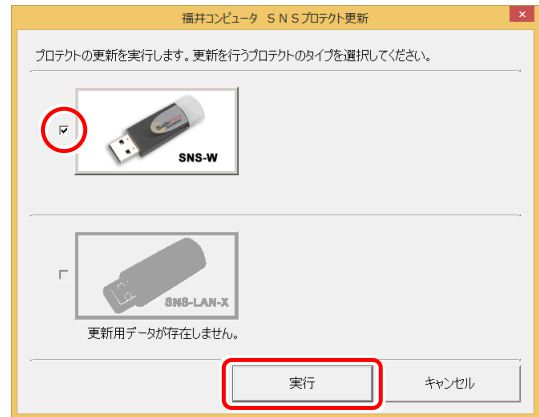 福井コンピュータ ＳＮＳプロテクト更新
プロテクトの更新を実行します。更新を行うプロテクトのタイプを選択してください。
SNS-W
SNS-LAN-X
更新用データが存在しません。
実行
キャンセル